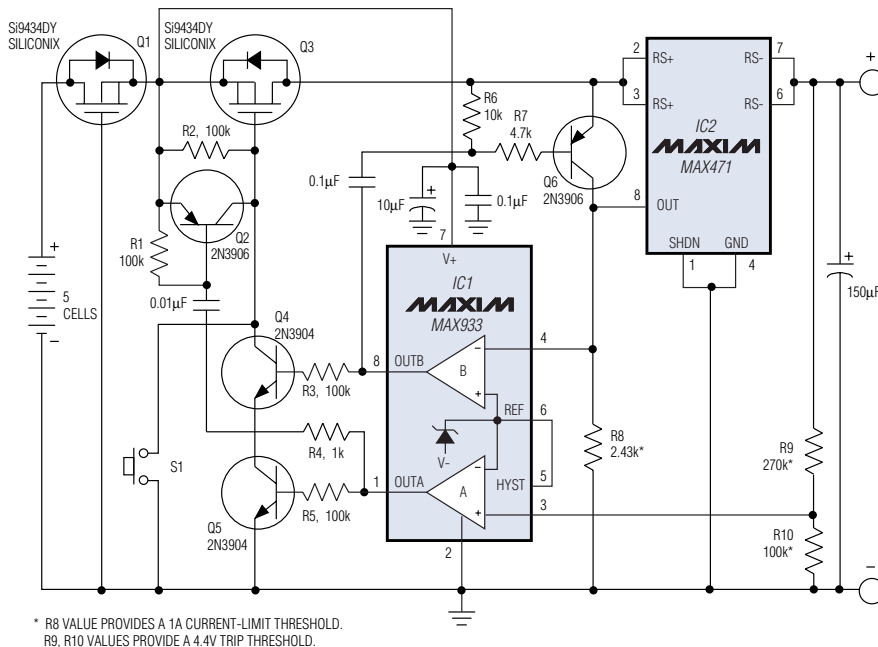 Si9434DY
SILICONIX
Q1
Si9434DY
SILICONIX
Q3
R2, 100k
Q2
2N3906
R1
100k
0.01µF
+
5
CELLS
−
S1
Q4
2N3904
R3, 100k
R4, 1k
R5, 100k
Q5
2N3904
0.1µF
R6
10k
R7
4.7k
Q6
2N3906
10µF
+
0.1µF
7
V+
IC1
MAXIM
MAX933
8
OUTB
B
−
+
4
REF
6
V-
HYST
5
1
OUTA
A
−
+
3
2
R8
2.43k*
2
RS+
3
RS+
RS-
7
RS-
6
IC2
MAXIM
MAX471
8
OUT
SHDN
GND
1
4
+
+
150µF
R9
270k*
R10
100k*
−
* R8 VALUE PROVIDES A 1A CURRENT-LIMIT THRESHOLD.
R9, R10 VALUES PROVIDE A 4.4V TRIP THRESHOLD.